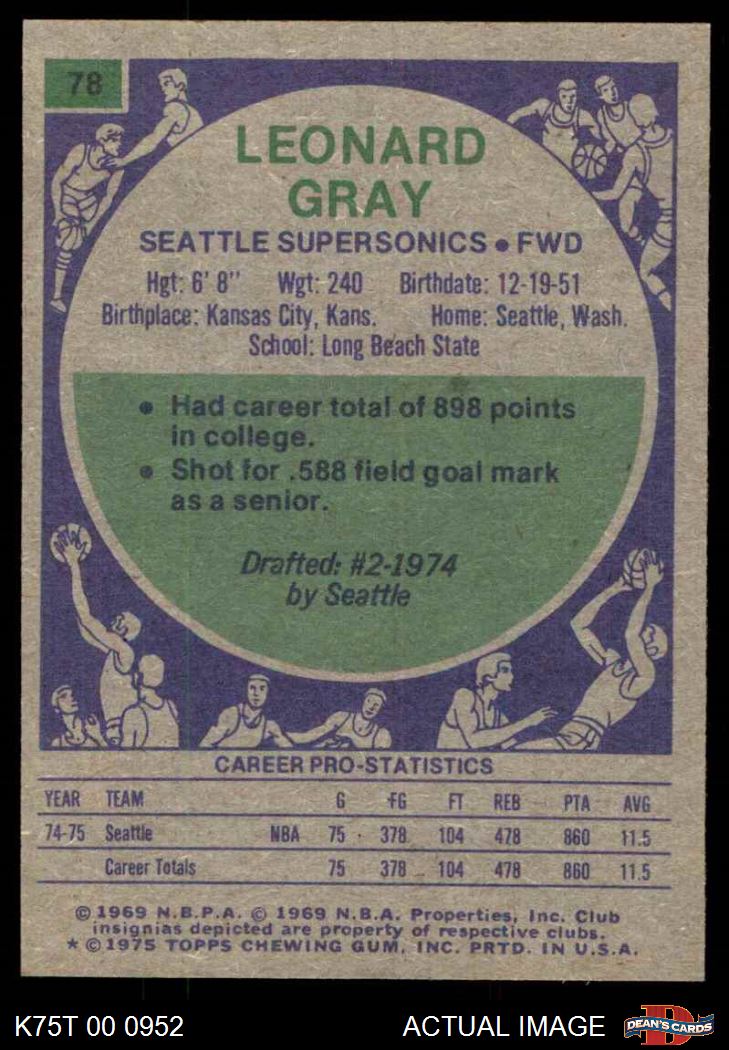 78
LEONARD
GRAY
SEATTLE SUPERSONICS • FWD
Hgt: 6' 8" Wgt: 240 Birthdate: 12-19-51
Birthplace: Kansas City, Kans. Home: Seattle, Wash.
School: Long Beach State
• Had career total of 898 points
in college.
• Shot for .588 field goal mark
as a senior.
Drafted: #2-1974
by Seattle
CAREER PRO-STATISTICS
YEAR TEAM G FG FT REB PTA AVG
74-75 Seattle NBA 75 378 104 478 860 11.5
Career Totals 75 378 104 478 860 11.5
© 1969 N.B.P.A. © 1969 N.B.A. Properties, Inc. Club
insignias depicted are property of respective clubs.
* © 1975 TOPPS CHEWING GUM, INC. PRTD. IN U.S.A.
K75T 00 0952 ACTUAL IMAGE D DEAN'S CARDS